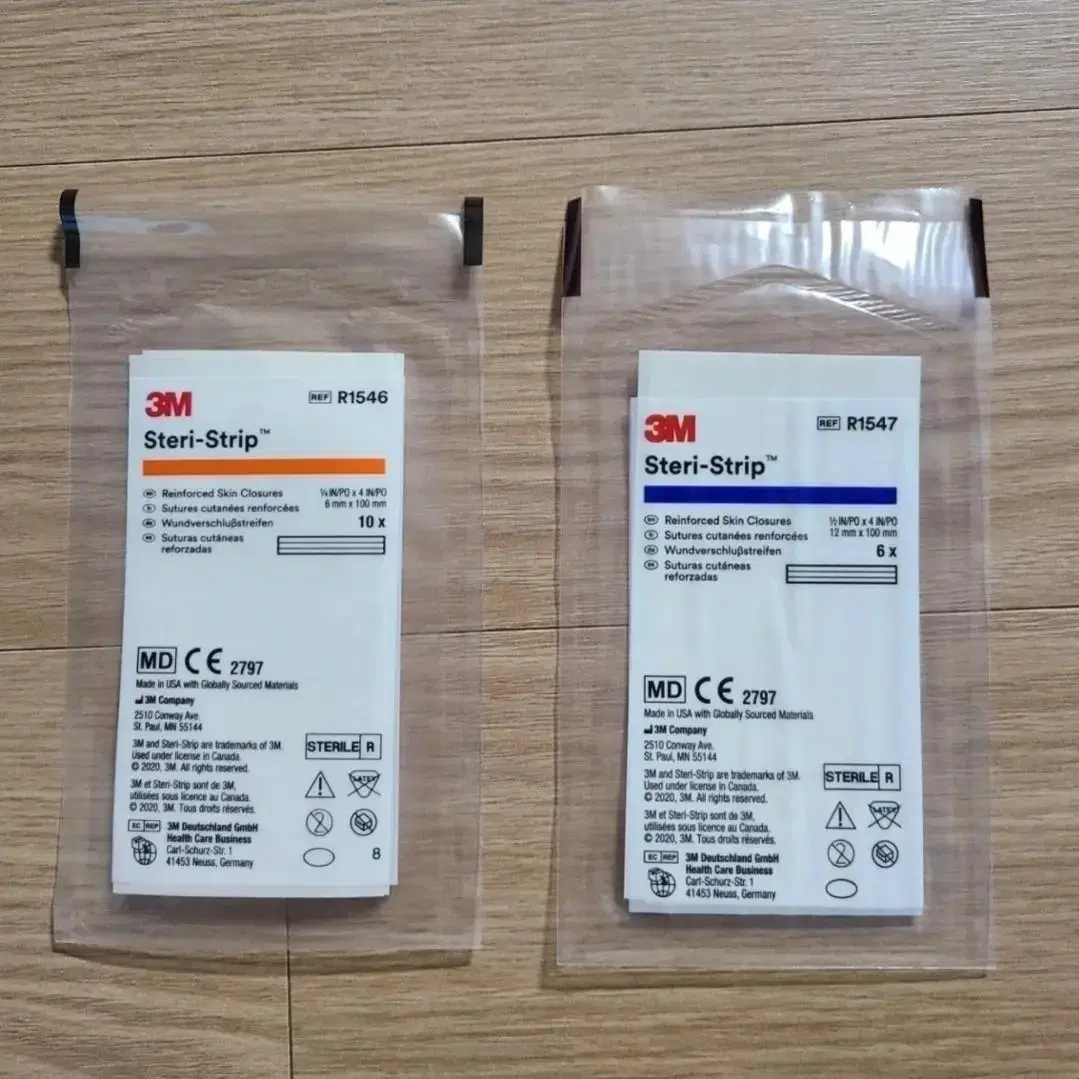 3M
REF R1546
Steri-Strip™
Reinforced Skin Closures
Sutures cutanées renforcées
Wundverschlußstreifen
Suturas cutáneas
reforzadas
¼ IN/PO x 4 IN/PO
6 mm x 100 mm
10 x
MD CE 2797
Made in USA with Globally Sourced Materials
3M Company
2510 Conway Ave.
St. Paul, MN 55144
3M and Steri-Strip are trademarks of 3M.
Used under license in Canada.
© 2020, 3M. All rights reserved.
3M et Steri-Strip sont de 3M,
utilisées sous licence au Canada.
© 2020, 3M. Tous droits réservés.
STERILE R
LATEX
2
EC REP 3M Deutschland GmbH
Health Care Business
Carl-Schurz-Str. 1
41453 Neuss, Germany
8
3M
REF R1547
Steri-Strip™
Reinforced Skin Closures
Sutures cutanées renforcées
Wundverschlußstreifen
Suturas cutáneas
reforzadas
½ IN/PO x 4 IN/PO
12 mm x 100 mm
6 x
MD CE 2797
Made in USA with Globally Sourced Materials
3M Company
2510 Conway Ave.
St. Paul, MN 55144
3M and Steri-Strip are trademarks of 3M.
Used under license in Canada.
© 2020, 3M. All rights reserved.
3M et Steri-Strip sont de 3M,
utilisées sous licence au Canada.
© 2020, 3M. Tous droits réservés.
STERILE R
LATEX
2
EC REP 3M Deutschland GmbH
Health Care Business
Carl-Schurz-Str. 1
41453 Neuss, Germany